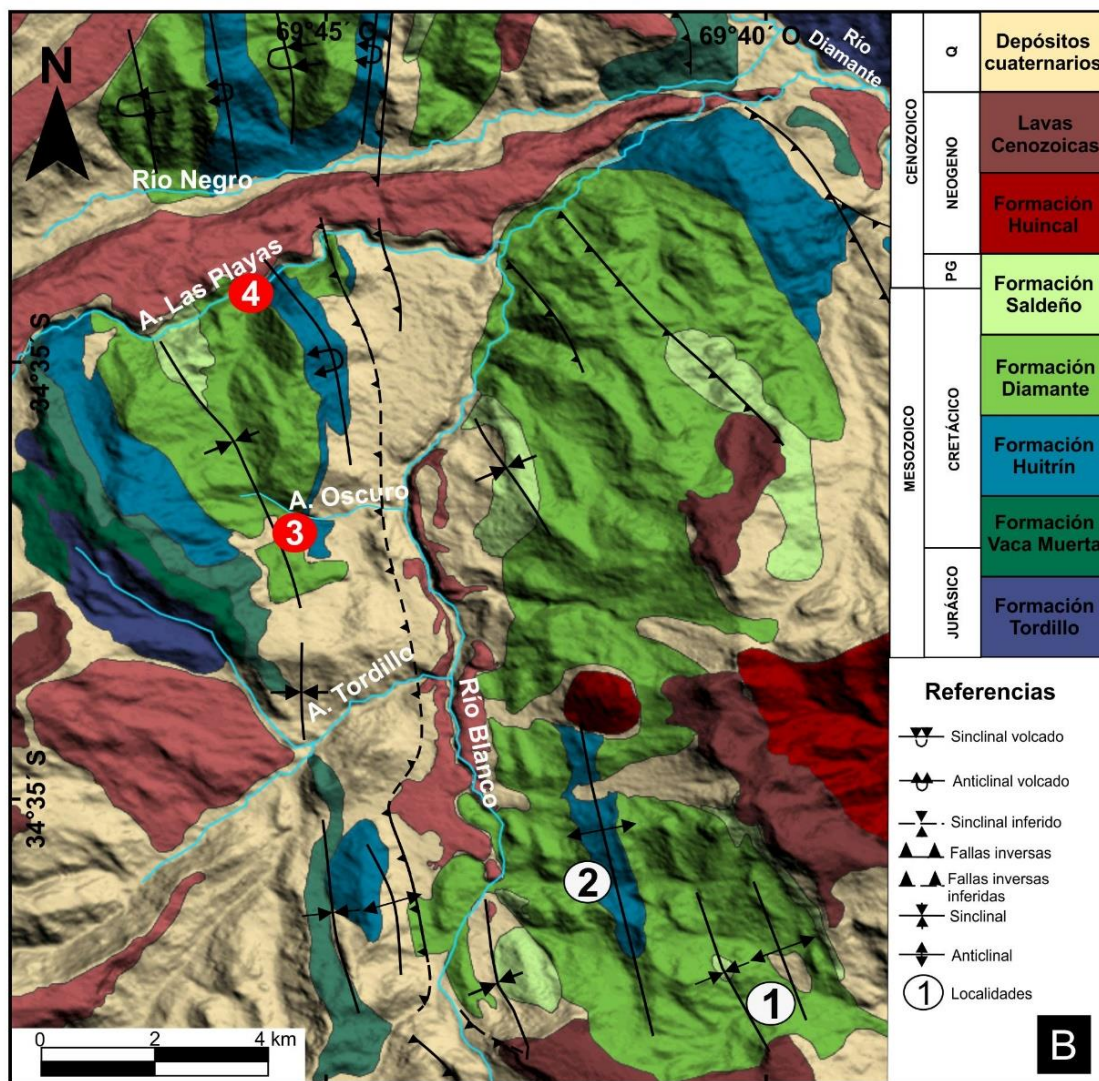 69°45´ O
69°40´ O
N
Río
Diamante
Río Negro
A. Las Playas
4
34°35´ S
A. Oscuro
3
A. Tordillo
Río Blanco
34°35´ S
2
1
0 2 4 km
CENOZOICO
MESOZOICO
Q
NEOGENO
PG
CRETÁCICO
JURÁSICO
Depósitos
cuaternarios
Lavas
Cenozoicas
Formación
Huincal
Formación
Saldeño
Formación
Diamante
Formación
Huitrín
Formación
Vaca Muerta
Formación
Tordillo
Referencias
Sinclinal volcado
Anticlinal volcado
Sinclinal inferido
Fallas inversas
Fallas inversas
inferidas
Sinclinal
Anticlinal
1 Localidades
B